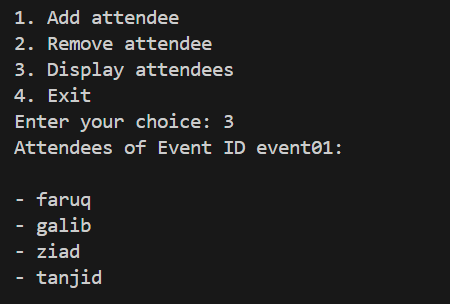 1. Add attendee
2. Remove attendee
3. Display attendees
4. Exit
Enter your choice: 3
Attendees of Event ID event01:
- faruq
- galib
- ziad
- tanjid